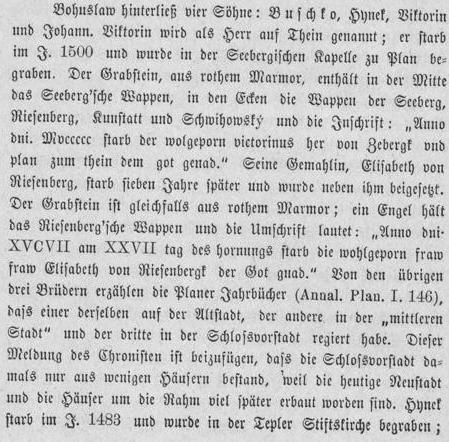 Bohuslaw hinterließ vier Söhne: Buschko, Hynek, Viktorin
und Johann. Viktorin wird als Herr auf Thein genannt; er starb
im J. 1500 und wurde in der Seebergischen Kapelle zu Plan be-
graben. Der Grabstein, aus rothem Marmor, enthält in der Mitte
das Seeberg'sche Wappen, in den Ecken die Wappen der Seeberg,
Riesenberg, Kunstatt und Schwihowský und die Inschrift: „Anno
dni. Mvccccc starb der wolgeporn victorinus her von Zebergk vnd
plan zum thein dem got genad.“ Seine Gemahlin, Elisabeth von
Riesenberg, starb sieben Jahre später und wurde neben ihm beigesetzt.
Der Grabstein ist gleichfalls aus rothem Marmor; ein Engel hält
das Riesenberg'sche Wappen und die Umschrift lautet: „Anno dni.
XVCVII am XXVII tag des hornungs starb die wohlgeporn fraw
fraw Elisabeth von Riesenbergk der Got gnad.“ Von den übrigen
drei Brüdern erzählen die Planer Jahrbücher (Annal. Plan. I. 146),
dass einer derselben auf der Altstadt, der andere in der „mittleren
Stadt“ und der dritte in der Schlossvorstadt regiert habe. Dieser
Meldung des Chronisten ist beizufügen, dass die Schlossvorstadt da-
mals nur aus wenigen Häusern bestand, weil die heutige Neustadt
und die Häuser um die Rahm viel später erbaut worden sind. Hynek
starb im J. 1483 und wurde in der Tepler Stiftskirche begraben;